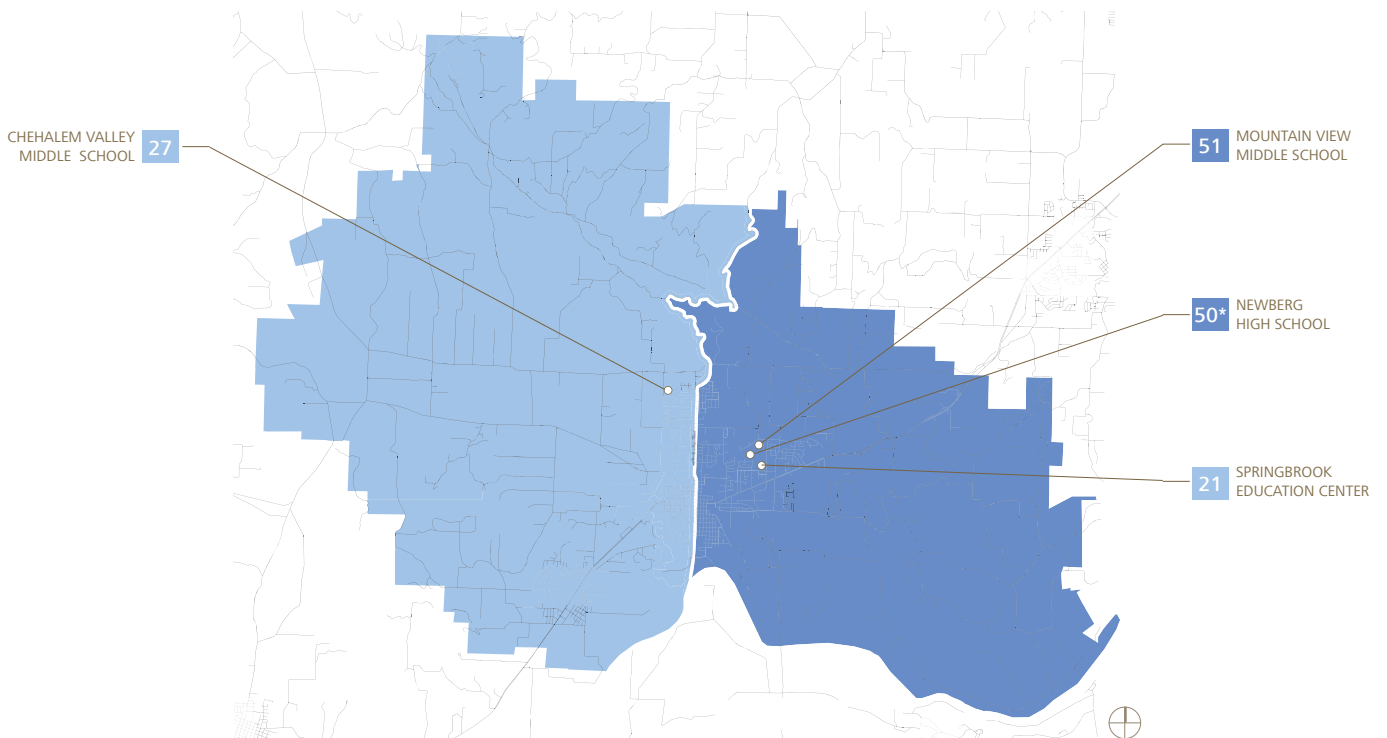 CHEHALEM VALLEY
MIDDLE SCHOOL
27
51
MOUNTAIN VIEW
MIDDLE SCHOOL
50*
NEWBERG
HIGH SCHOOL
21
SPRINGBROOK
EDUCATION CENTER